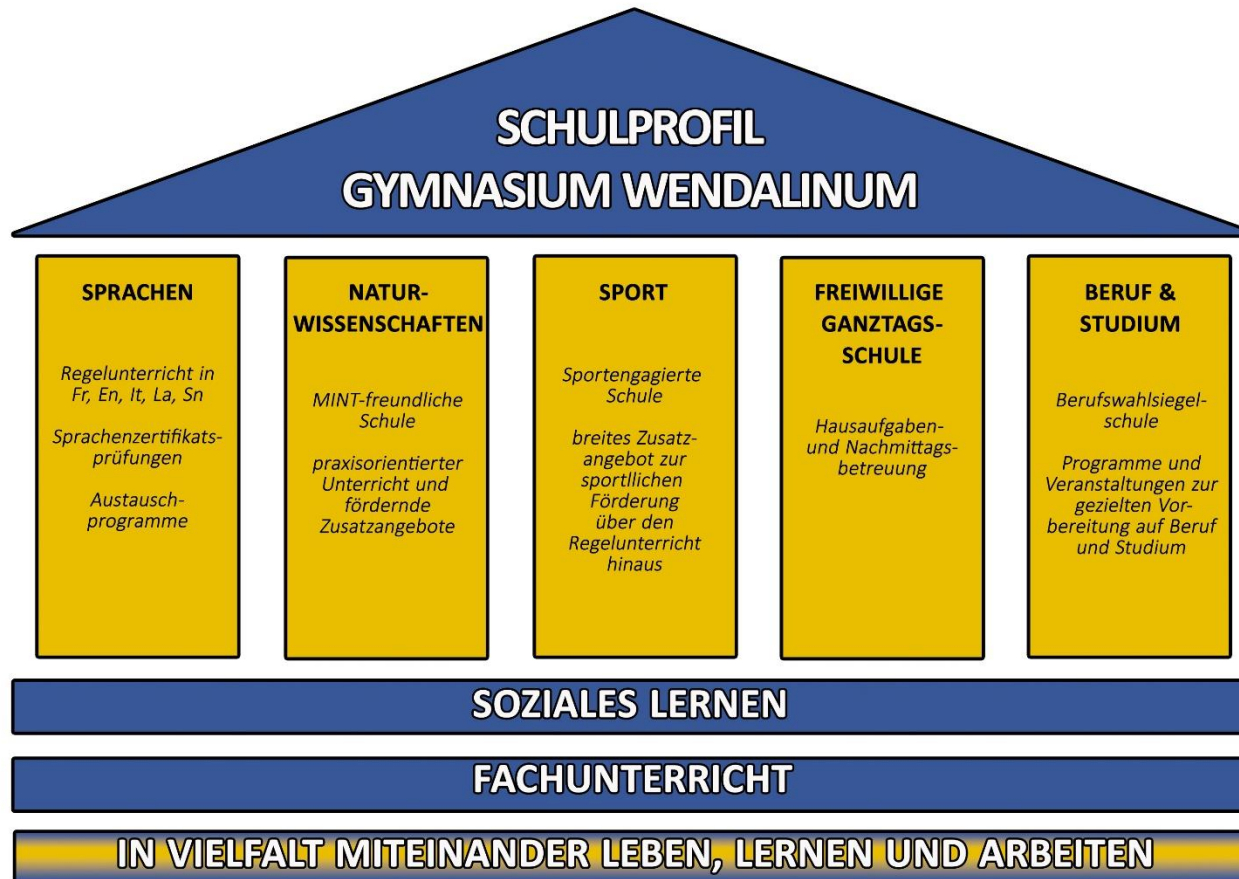 SCHULPROFIL
GYMNASIUM WENDALINUM
SPRACHEN
Regelunterricht in
Fr, En, It, La, Sn
Sprachenzertifikats-
prüfungen
Austausch-
programme
NATUR-
WISSENSCHAFTEN
MINT-freundliche
Schule
praxisorientierter
Unterricht und
fördernde
Zusatzangebote
SPORT
Sportengagierte
Schule
breites Zusatz-
angebot zur
sportllichen
Förderung
über den
Regelunterricht
hinaus
FREIWILLIGE
GANZTAGS-
SCHULE
Hausaufgaben-
und Nachmittags-
betreuung
BERUF &
STUDIUM
Berufswahlsiegel-
schule
Programme und
Veranstaltungen zur
gezielten Vor-
bereitung auf Beruf
und Studium
SOZIALES LERNEN
FACHUNTERRICHT
IN VIELFALT MITEINANDER LEBEN, LERNEN UND ARBEITEN